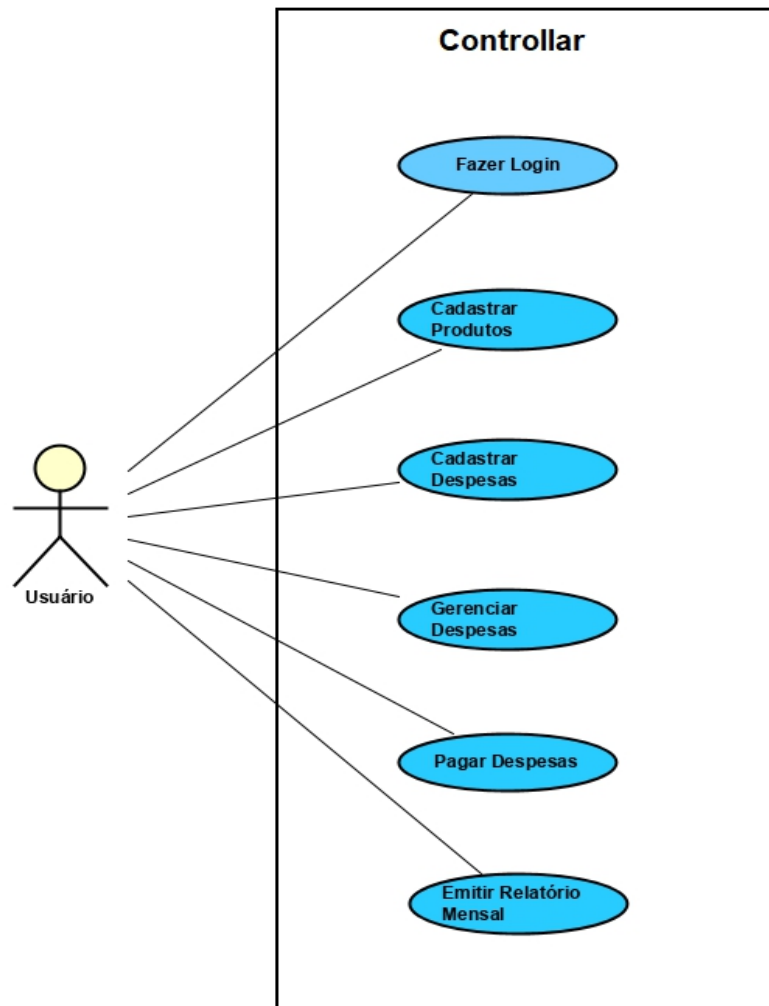 Controllar
Fazer Login
Cadastrar
Produtos
Cadastrar
Despesas
Usuário
Gerenciar
Despesas
Pagar Despesas
Emitir Relatório
Mensal